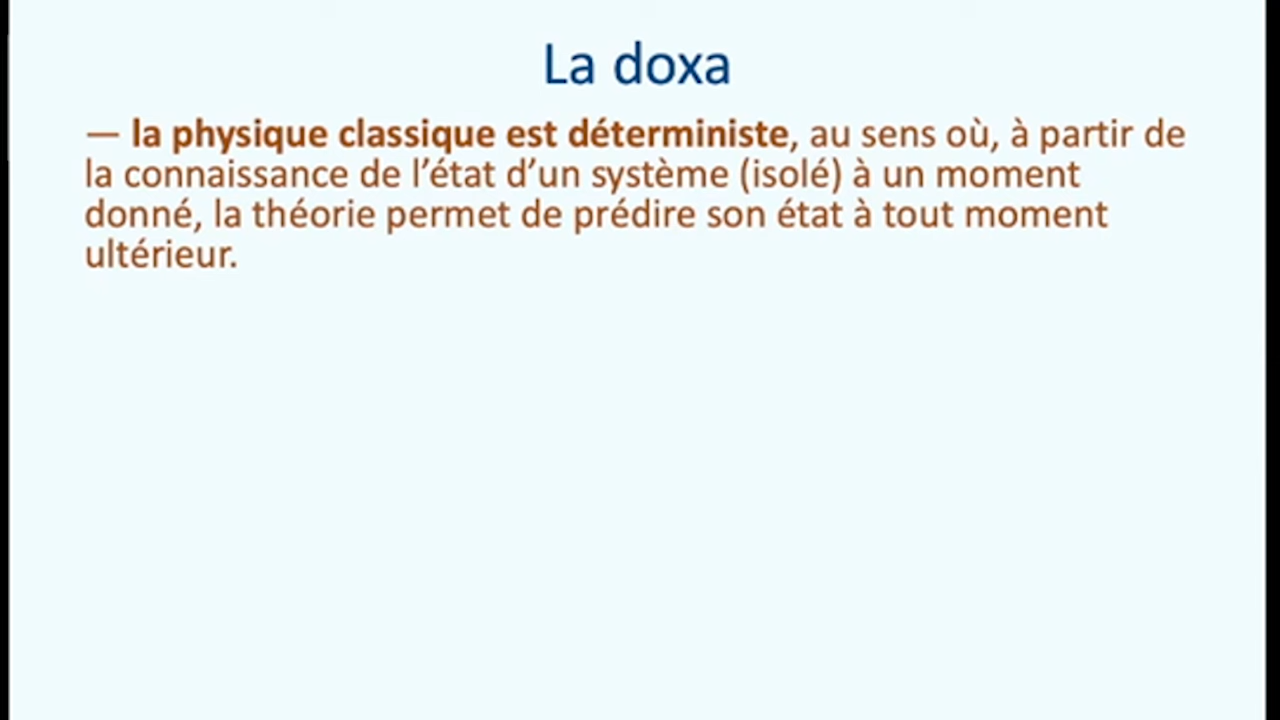 La doxa
— la physique classique est déterministe, au sens où, à partir de
la connaissance de l’état d’un système (isolé) à un moment
donné, la théorie permet de prédire son état à tout moment
ultérieur.